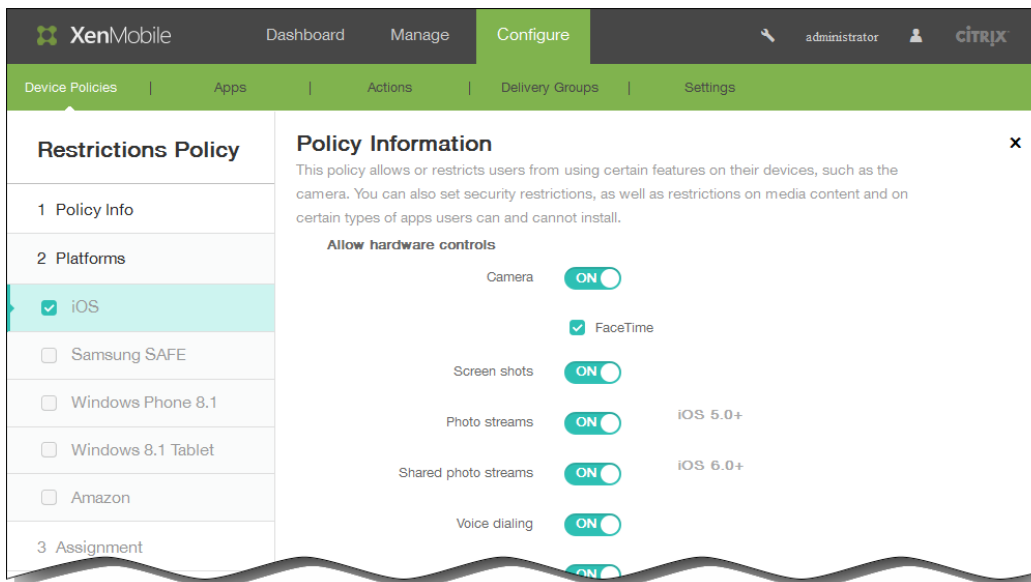 XenMobile Dashboard Manage Configure administrator CİTRIX
Device Policies | Apps | Actions | Delivery Groups | Settings
Restrictions Policy
1 Policy Info
2 Platforms
iOS
Samsung SAFE
Windows Phone 8.1
Windows 8.1 Tablet
Amazon
3 Assignment
Policy Information x
This policy allows or restricts users from using certain features on their devices, such as the
camera. You can also set security restrictions, as well as restrictions on media content and on
certain types of apps users can and cannot install.
Allow hardware controls
Camera ON
FaceTime
Screen shots ON
Photo streams ON iOS 5.0+
Shared photo streams ON iOS 6.0+
Voice dialing ON
ON